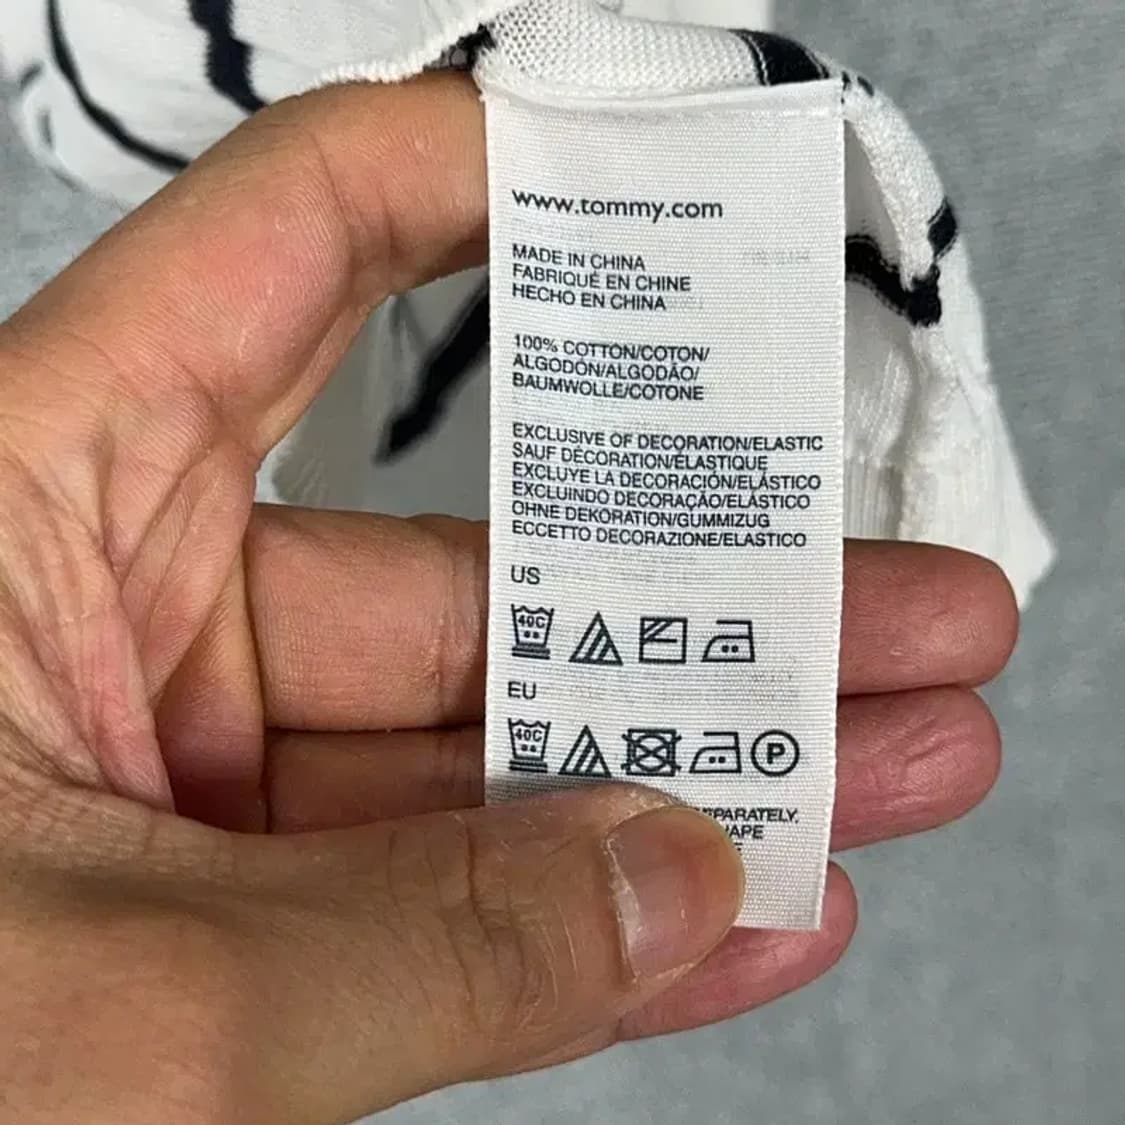 www.tommy.com
MADE IN CHINA
FABRIQUÉ EN CHINE
HECHO EN CHINA
100% COTTON/COTON/
ALGODÓN/ALGODÃO/
BAUMWOLLE/COTONE
EXCLUSIVE OF DECORATION/ELASTIC
SAUF DÉCORATION/ÉLASTIQUE
EXCLUYE LA DECORACIÓN/ELÁSTICO
EXCLUINDO DECORAÇÃO/ELÁSTICO
OHNE DEKORATION/GUMMIZUG
ECCETTO DECORAZIONE/ELASTICO
US
40C
EU
40C P